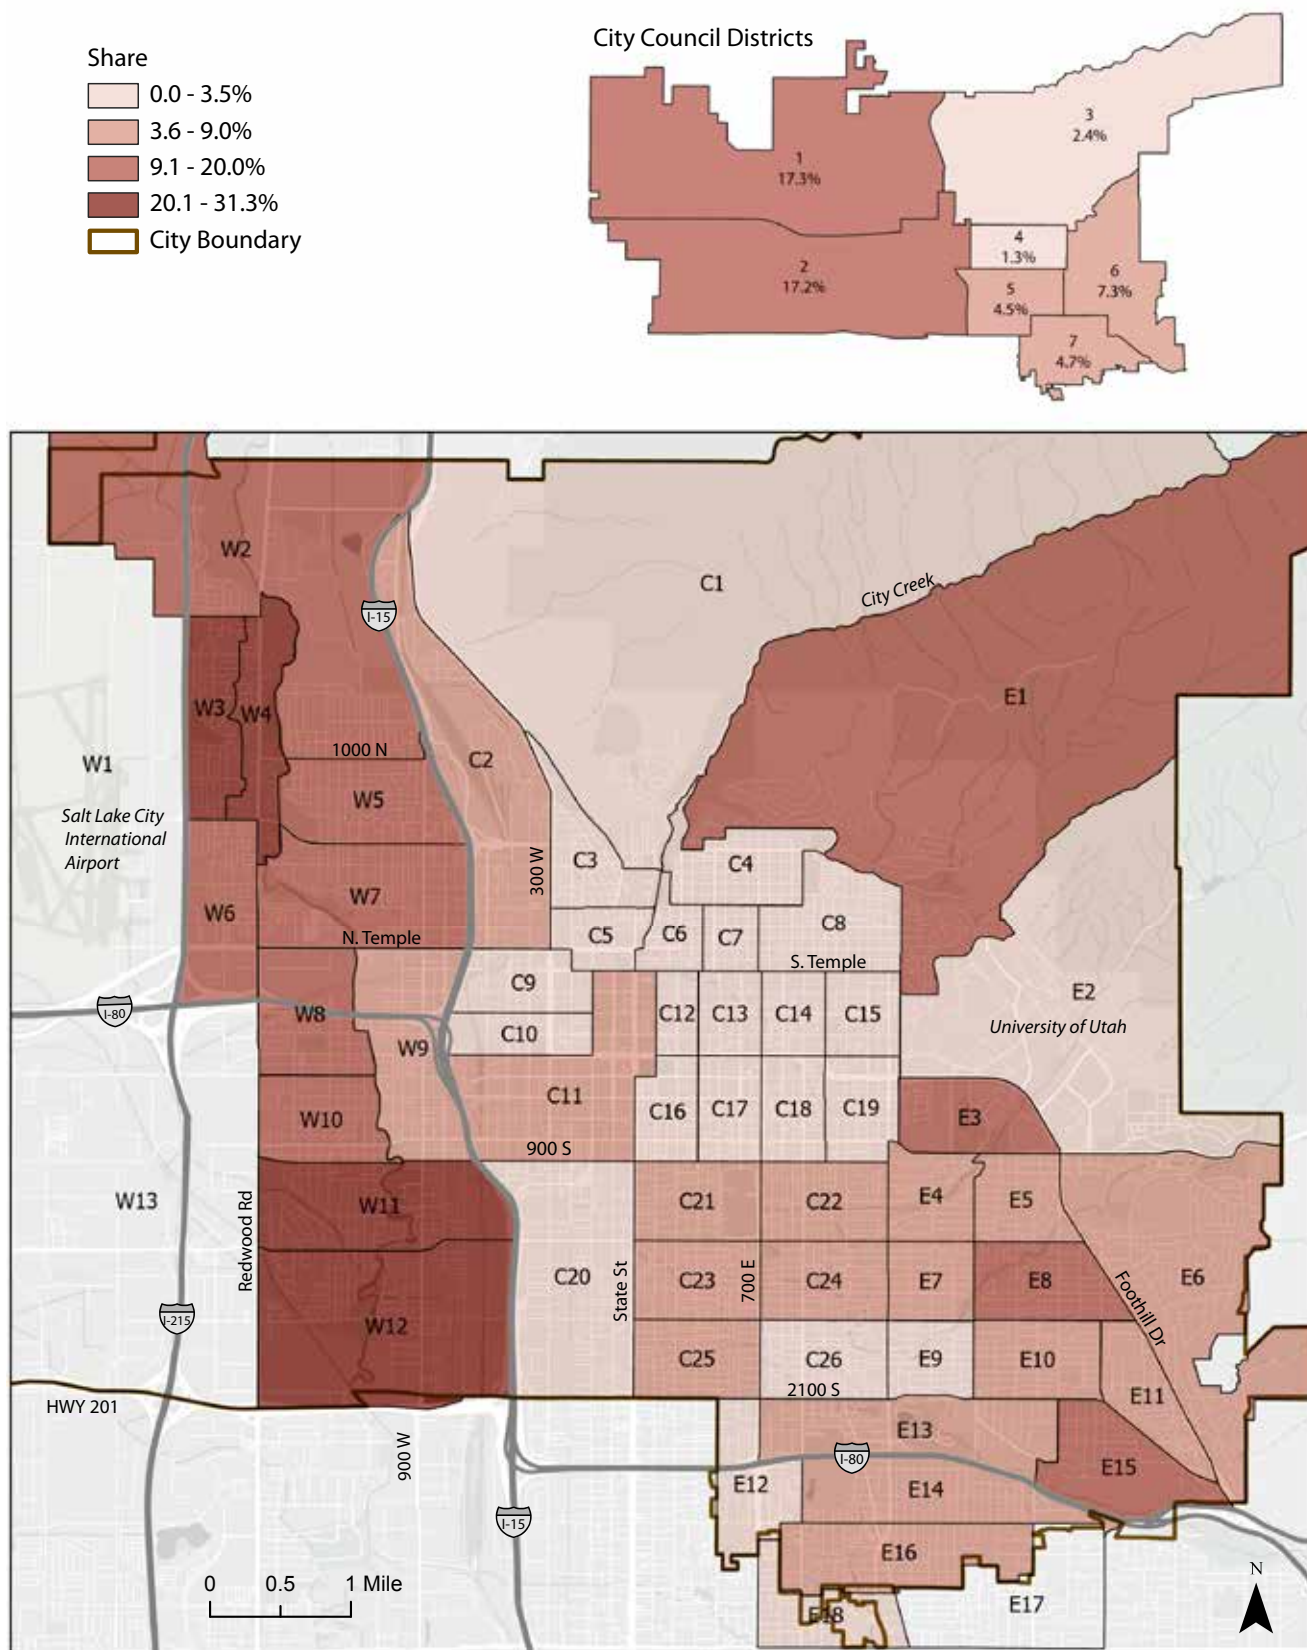 City Council Districts
Share
0.0 - 3.5%
3.6 - 9.0%
9.1 - 20.0%
20.1 - 31.3%
City Boundary
3
2.4%
1
17.3%
4
1.3%
2
17.2%
6
7.3%
5
4.5%
7
4.7%
W2
C1
City Creek
I-15
E1
W3
W4
1000 N
C2
W1
W5
Salt Lake City
International
Airport
300 W
C3
C4
W7
W6
N. Temple
C5
C6
C7
C8
S. Temple
C9
E2
I-80
W8
C12
C13
C14
C15
University of Utah
C10
W9
C11
C16
C17
C18
C19
E3
W10
900 S
W13
Redwood Rd
W11
C21
C22
E4
E5
C20
State St
C23
700 E
C24
E7
E8
E6
Foothill Dr
I-215
W12
C25
C26
E9
E10
2100 S
E11
HWY 201
900 W
E13
I-80
E15
E12
E14
I-15
E16
0 0.5 1 Mile
E18
E17
N